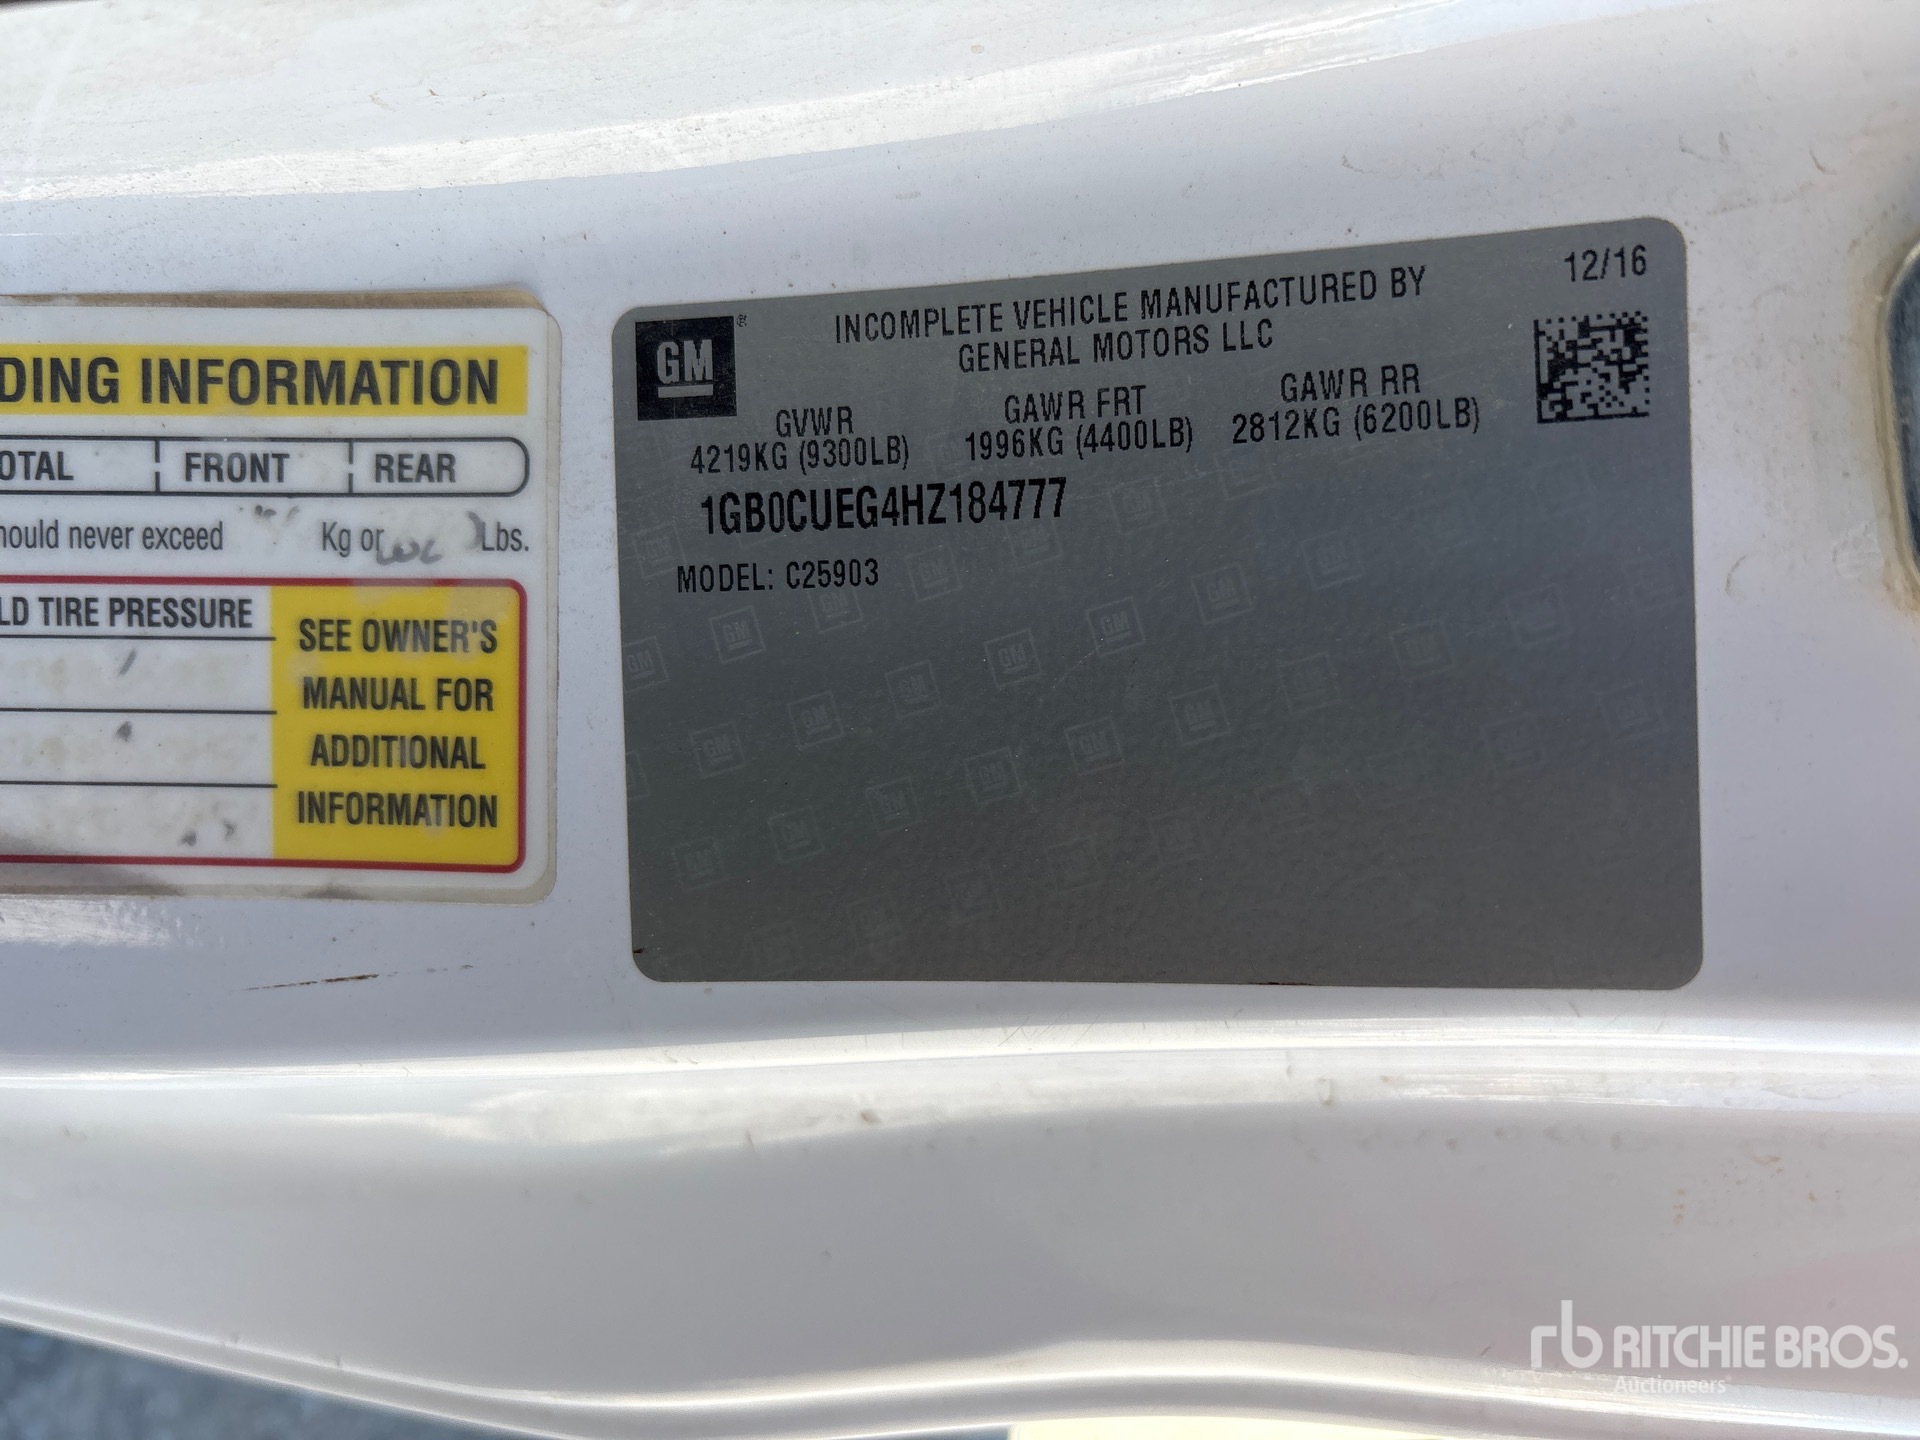 DING INFORMATION
OTAL FRONT REAR
hould never exceed Kg or Lbs.
LD TIRE PRESSURE
SEE OWNER'S
MANUAL FOR
ADDITIONAL
INFORMATION
GM®
INCOMPLETE VEHICLE MANUFACTURED BY
GENERAL MOTORS LLC
12/16
GVWR GAWR FRT GAWR RR
4219KG (9300LB) 1996KG (4400LB) 2812KG (6200LB)
1GB0CUEG4HZ184777
MODEL: C25903
rb RITCHIE BROS.
Auctioneers